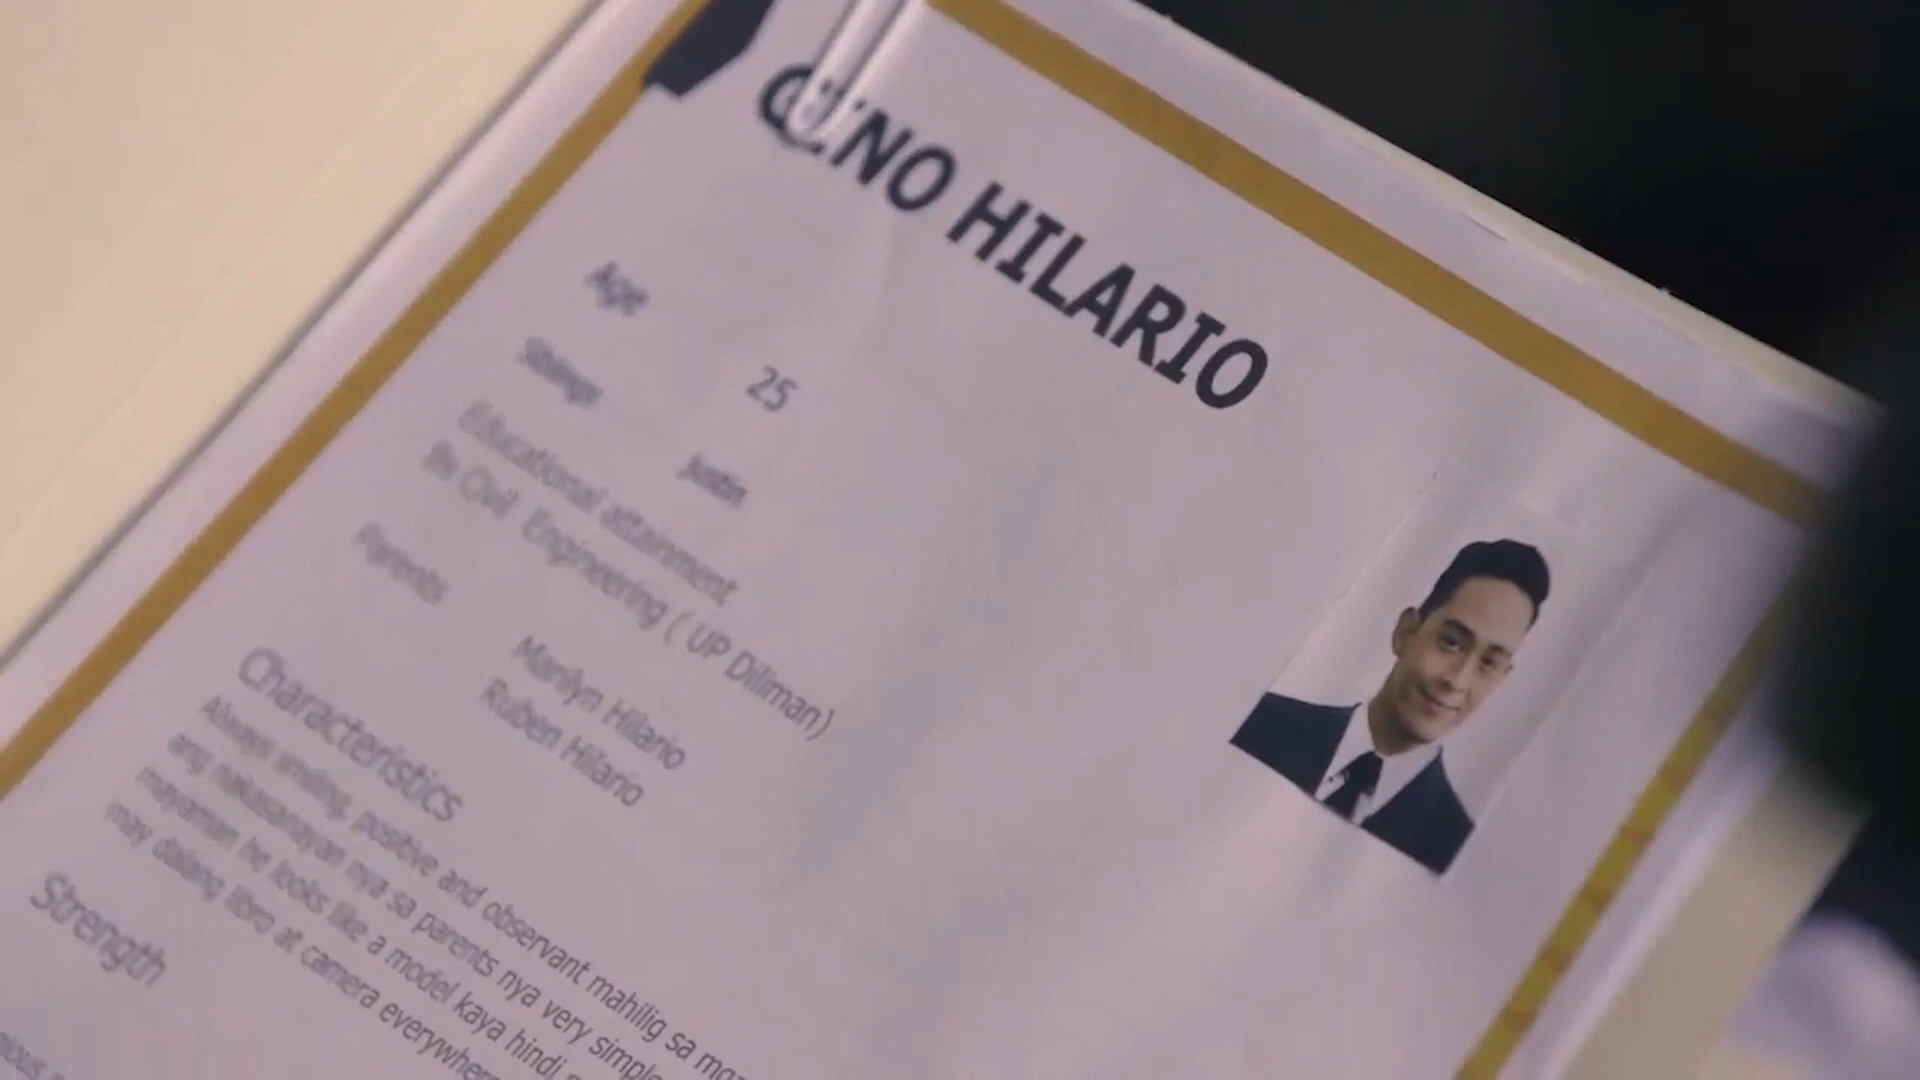 GINO HILARIO
Age
25
Siblings
Justin
Educational attainment
Bs Civil Engineering ( UP Diliman)
Parents
Marilyn Hilario
Ruben Hilario
Characteristics
Always smiling, positive and observant mahilig sa
ang nakasanayan nya sa parents nya very simple
mayaman he looks like a model kaya hindi
may dalang libro at camera everywhere
Strength